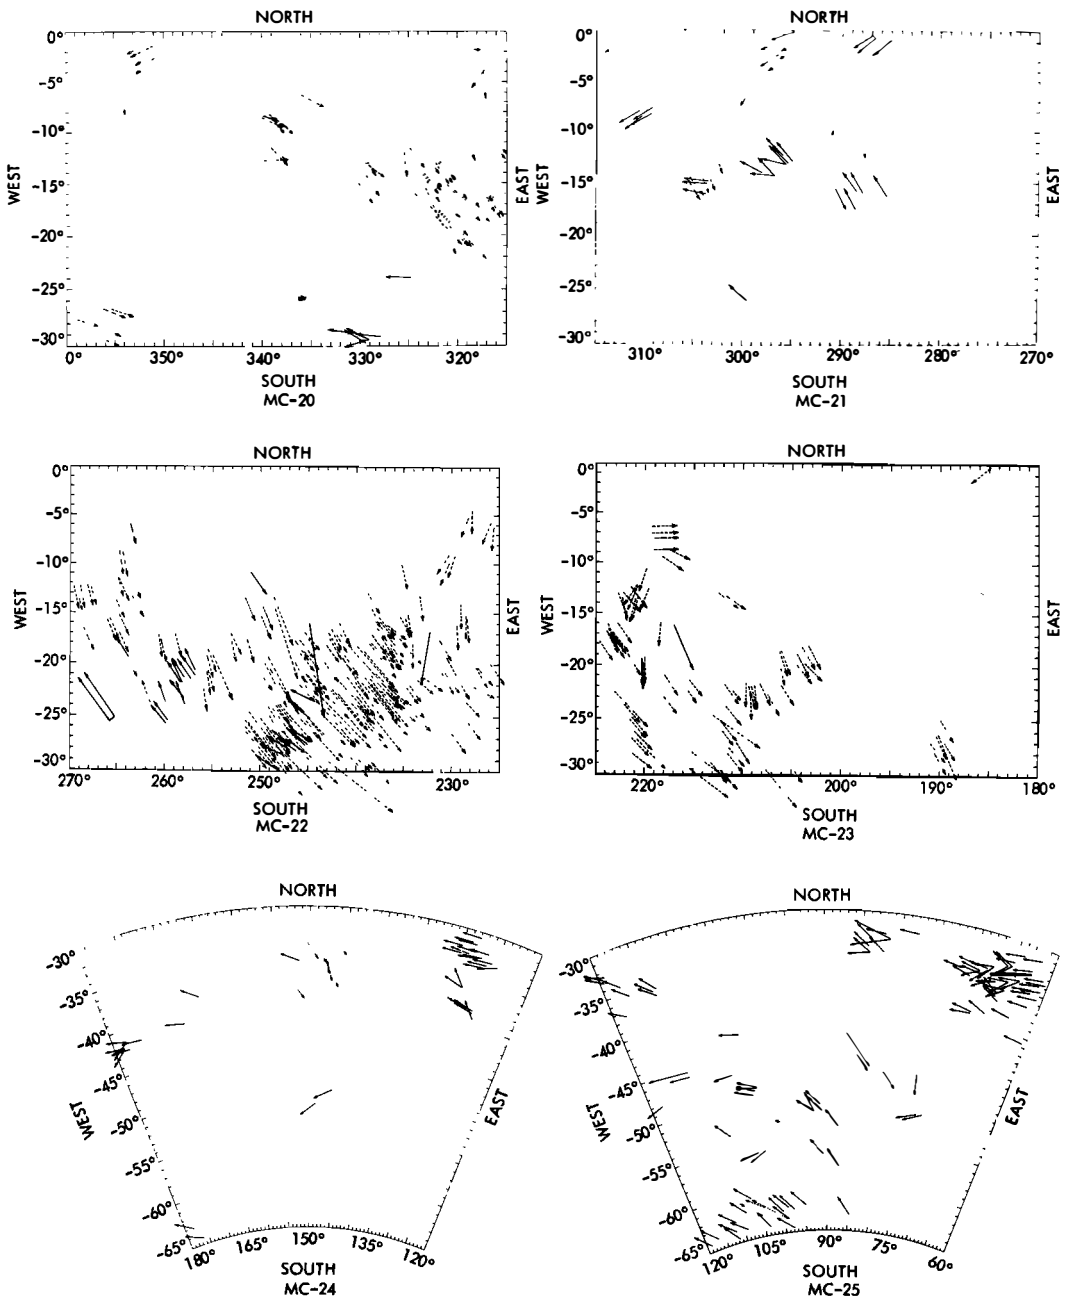 NORTH
0°
-5°
-10°
-15°
-20°
-25°
-30°
WEST
EAST
0° 350° 340° 330° 320°
SOUTH
MC-20
NORTH
0°
-5°
-10°
-15°
-20°
-25°
-30°
WEST
EAST
310° 300° 290° 280° 270°
SOUTH
MC-21
NORTH
0°
-5°
-10°
-15°
-20°
-25°
-30°
WEST
EAST
270° 260° 250° 240° 230°
SOUTH
MC-22
NORTH
0°
-5°
-10°
-15°
-20°
-25°
-30°
WEST
EAST
220° 210° 200° 190° 180°
SOUTH
MC-23
NORTH
-30°
-35°
-40°
-45°
-50°
-55°
-60°
-65°
WEST
EAST
180° 165° 150° 135° 120°
SOUTH
MC-24
NORTH
-30°
-35°
-40°
-45°
-50°
-55°
-60°
-65°
WEST
EAST
120° 105° 90° 75° 60°
SOUTH
MC-25